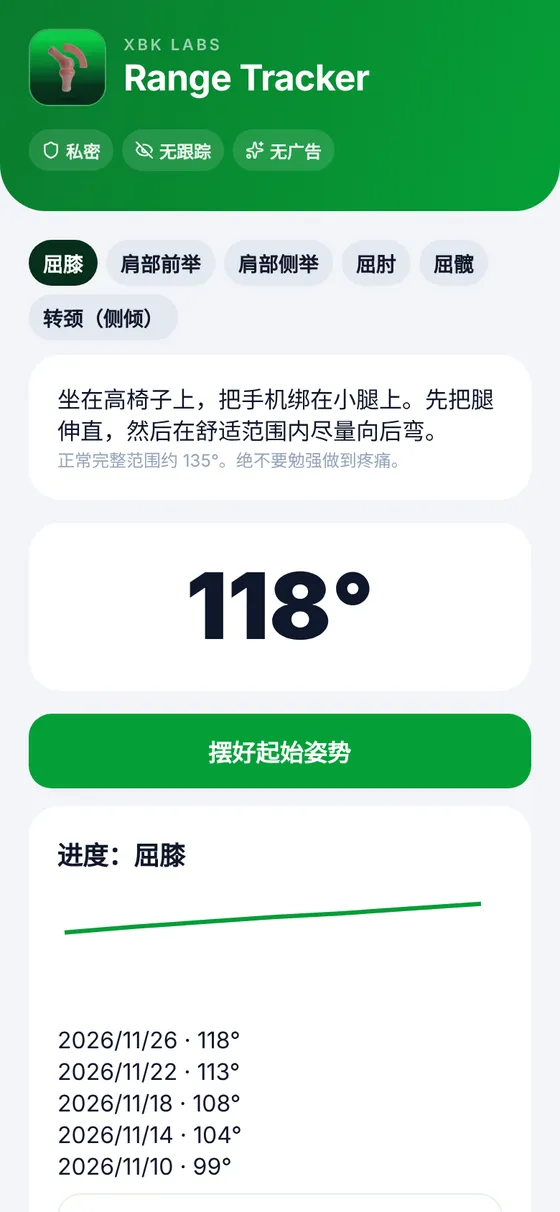 XBK LABS
Range Tracker
私密
无跟踪
无广告
屈膝
肩部前举
肩部侧举
屈肘
屈髋
转颈（侧倾）
坐在高椅子上，把手机绑在小腿上。先把腿
伸直，然后在舒适范围内尽量向后弯。
正常完整范围约 135°。绝不要勉强做到疼痛。
118°
摆好起始姿势
进度：屈膝
2026/11/26 · 118°
2026/11/22 · 113°
2026/11/18 · 108°
2026/11/14 · 104°
2026/11/10 · 99°